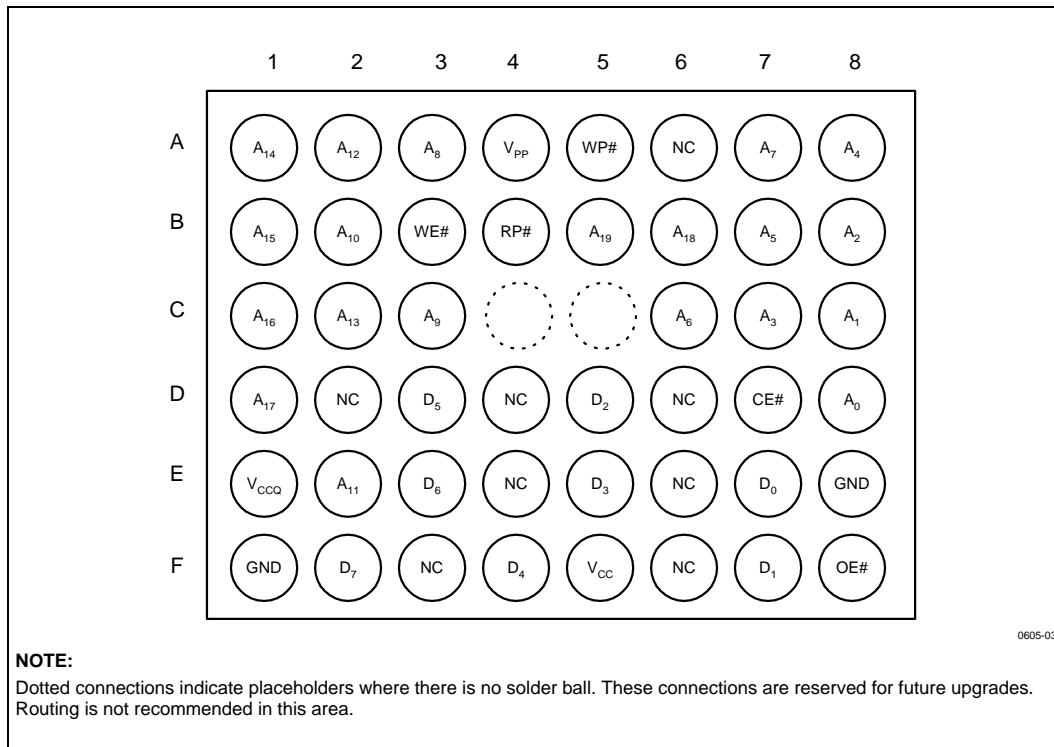 1 2 3 4 5 6 7 8
A A14 A12 A8 VPP WP# NC A7 A4
B A15 A10 WE# RP# A19 A18 A5 A2
C A16 A13 A9 A6 A3 A1
D A17 NC D5 NC D2 NC CE# A0
E VCCQ A11 D6 NC D3 NC D0 GND
F GND D7 NC D4 VCC NC D1 OE#
0605-03
NOTE:
Dotted connections indicate placeholders where there is no solder ball. These connections are reserved for future upgrades.
Routing is not recommended in this area.